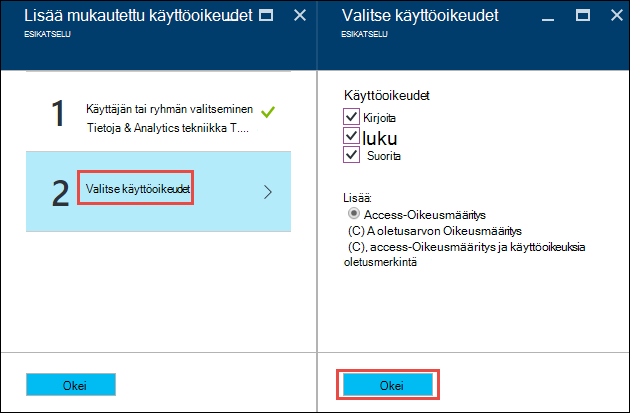 Lisää mukautettu käyttöoikeudet
ESIKATSELU
1
Käyttäjän tai ryhmän valitseminen
Tietoja & Analytics tekniikka T....
2
Valitse käyttöoikeudet
Okei
Valitse käyttöoikeudet
ESIKATSELU
Käyttöoikeudet
Kirjoita
luku
Suorita
Lisää:
Access-Oikeusmääritys
(C) A oletusarvon Oikeusmääritys
(C), access-Oikeusmääritys ja käyttöoikeuksia
oletusmerkintä
Okei